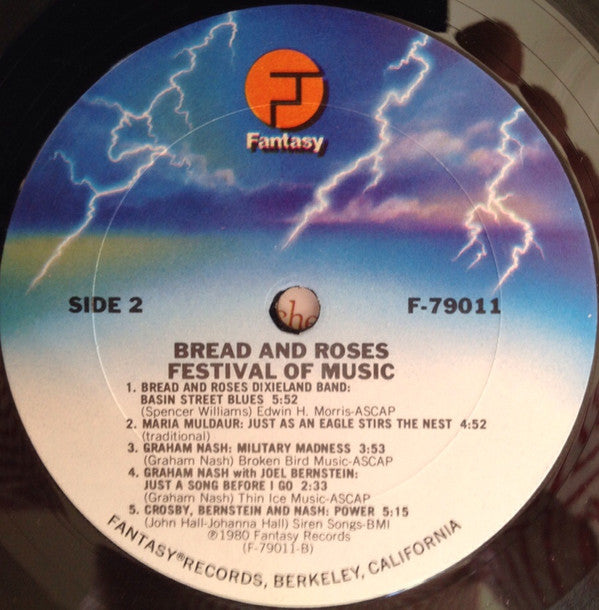 Fantasy
SIDE 2
F-79011
she
BREAD AND ROSES
FESTIVAL OF MUSIC
1. BREAD AND ROSES DIXIELAND BAND:
BASIN STREET BLUES 5:52
(Spencer Williams) Edwin H. Morris-ASCAP
2. MARIA MULDAUR: JUST AS AN EAGLE STIRS THE NEST 4:52
(traditional)
3. GRAHAM NASH: MILITARY MADNESS 3:53
(Graham Nash) Broken Bird Music-ASCAP
4. GRAHAM NASH with JOEL BERNSTEIN:
JUST A SONG BEFORE I GO 2:33
(Graham Nash) Thin Ice Music-ASCAP
5. CROSBY, BERNSTEIN AND NASH: POWER 5:15
(John Hall-Johanna Hall) Siren Songs-BMI
℗1980 Fantasy Records
(F-79011-B)
FANTASY®RECORDS, BERKELEY, CALIFORNIA